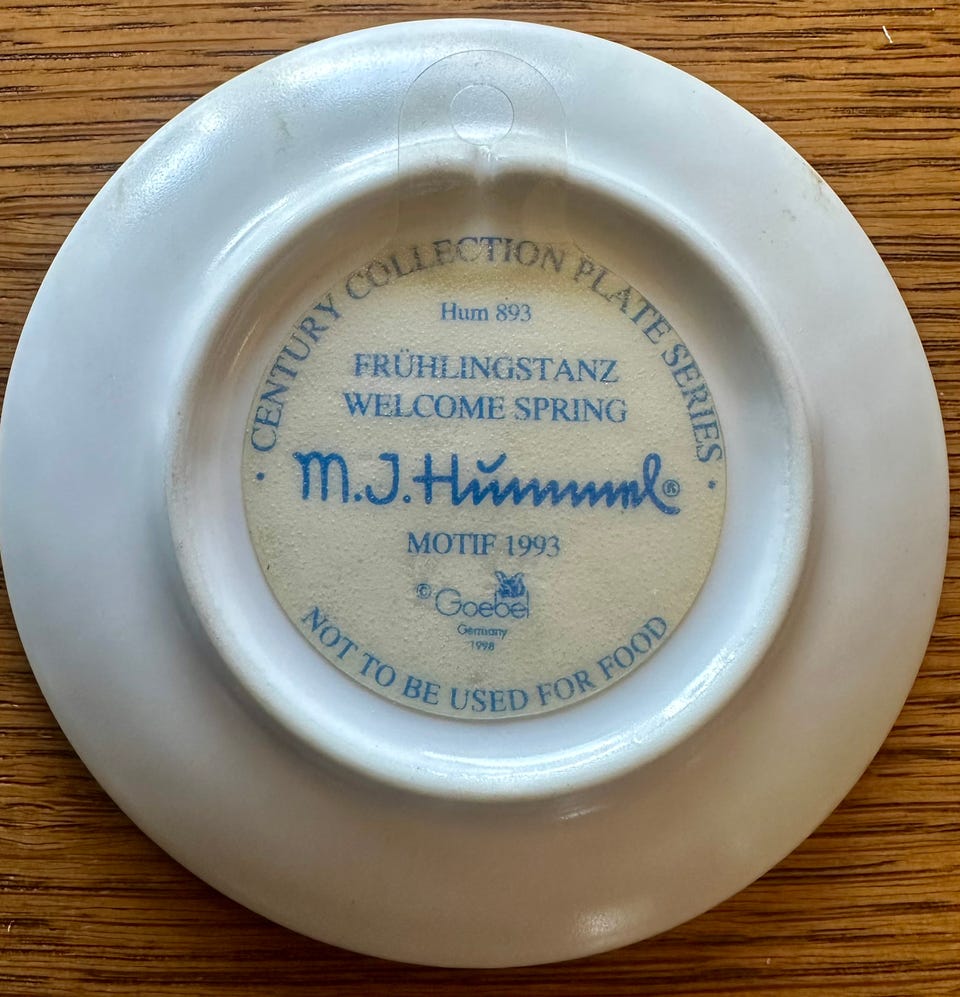 · CENTURY COLLECTION PLATE SERIES ·
Hum 893
FRÜHLINGSTANZ
WELCOME SPRING
M.J. Hummel ®
MOTIF 1993
© Goebel
Germany
1998
NOT TO BE USED FOR FOOD